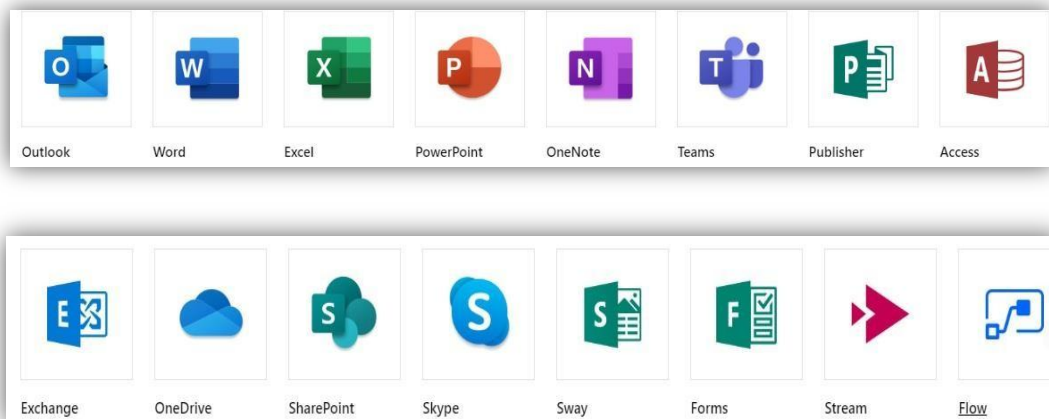 O W X P N T P A
Outlook Word Excel PowerPoint OneNote Teams Publisher Access
E S S S F
Exchange OneDrive SharePoint Skype Sway Forms Stream Flow